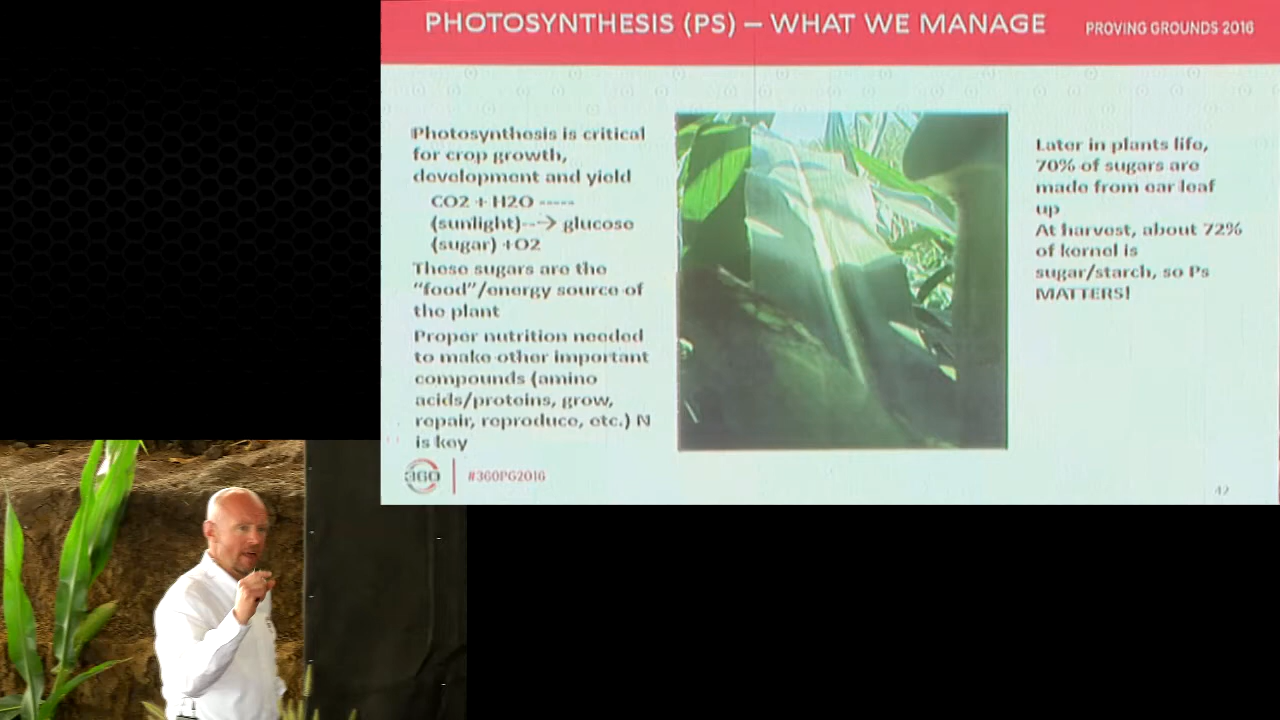 PHOTOSYNTHESIS (PS) – WHAT WE MANAGE
PROVING GROUNDS 2016
Photosynthesis is critical
for crop growth,
development and yield
CO2 + H2O -----
(sunlight)--→ glucose
(sugar) +O2
These sugars are the
"food"/energy source of
the plant
Proper nutrition needed
to make other important
compounds (amino
acids/proteins, grow,
repair, reproduce, etc.) N
is key
Later in plants life,
70% of sugars are
made from ear leaf
up
At harvest, about 72%
of kernel is
sugar/starch, so Ps
MATTERS!
360
#360PG2016
42